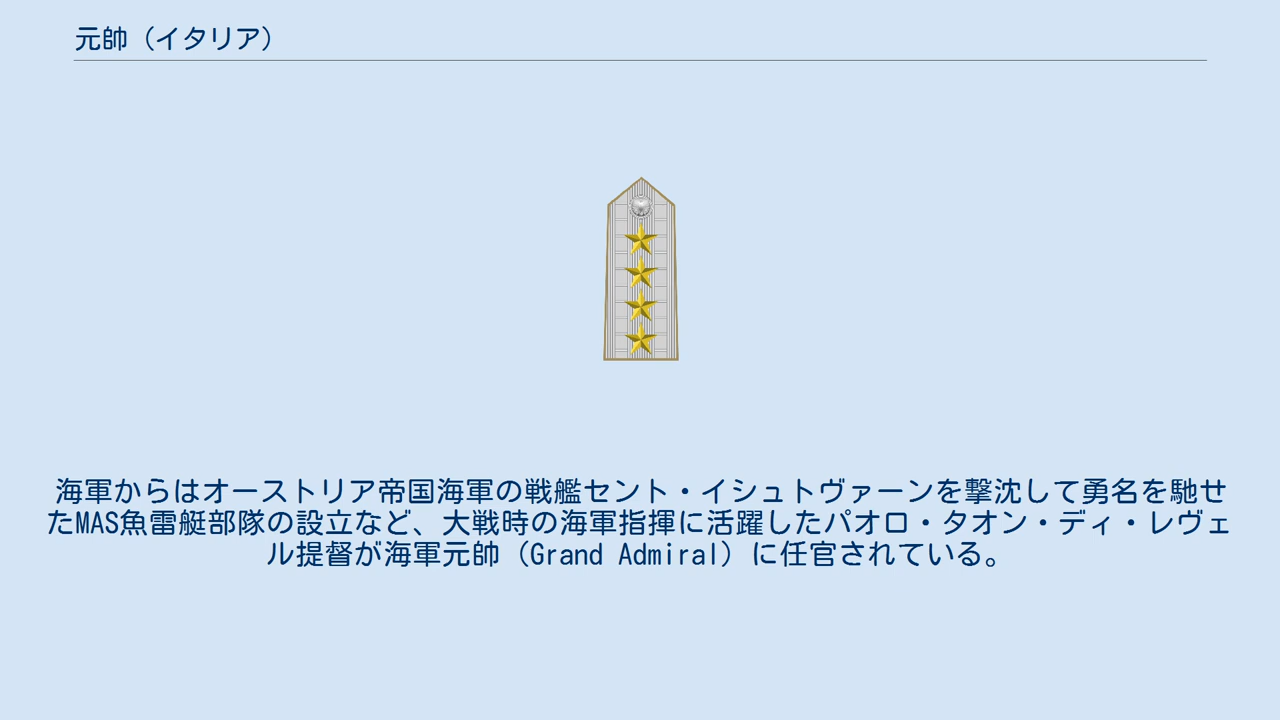 元帥（イタリア）
海軍からはオーストリア帝国海軍の戦艦セント・イシュトヴァーンを撃沈して勇名を馳せ
たMAS魚雷艇部隊の設立など、大戦時の海軍指揮に活躍したパオロ・タオン・ディ・レヴェ
ル提督が海軍元帥（Grand Admiral）に任官されている。